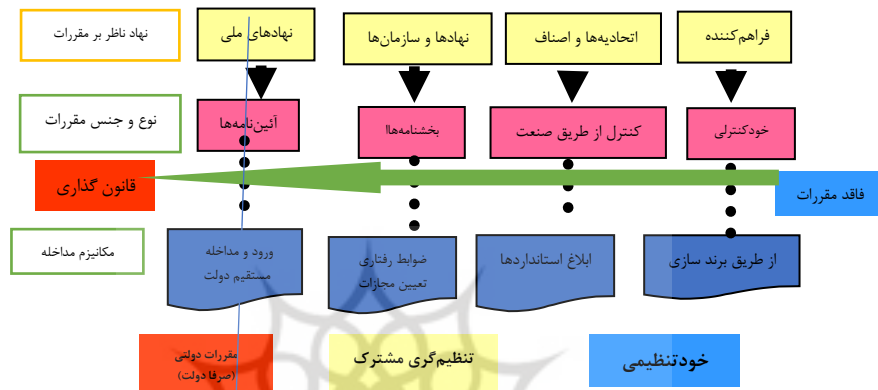 نهاد ناظر بر مقررات
فراهم‌کننده
اتحادیه‌ها و اصناف
نهادها و سازمان‌ها
نهادهای ملی
نوع و جنس مقررات
خودکنترلی
کنترل از طریق صنعت
بخشنامه‌هاا
آئین‌نامه‌ها
فاقد مقررات
قانون گذاری
مکانیزم مداخله
از طریق برند سازی
ابلاغ استانداردها
ضوابط رفتاری
تعیین مجازات
ورود و مداخله
مستقیم دولت
خودتنظیمی
تنظیم‌گری مشترک
مقررات دولتی
(صرفا دولت)